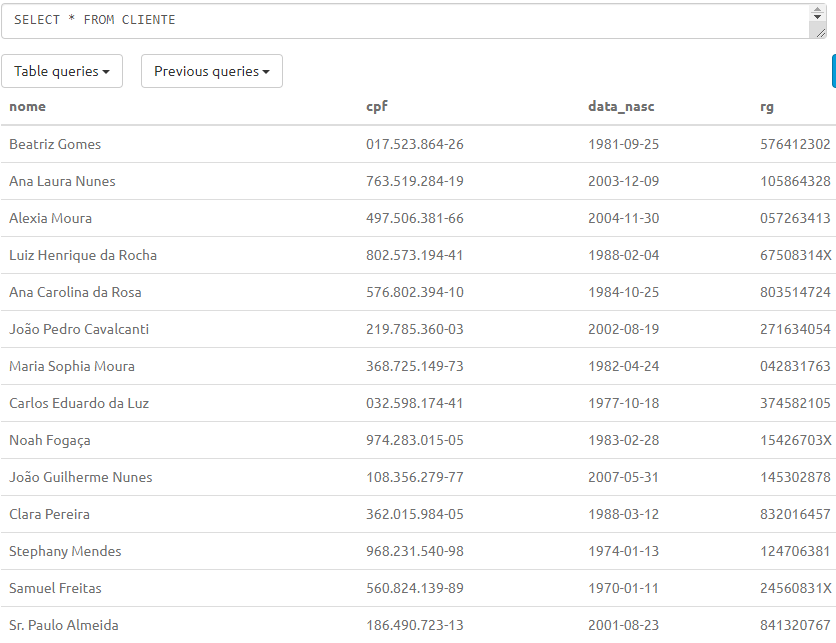 SELECT * FROM CLIENTE
Table queries Previous queries
nome cpf data_nasc rg
Beatriz Gomes 017.523.864-26 1981-09-25 576412302
Ana Laura Nunes 763.519.284-19 2003-12-09 105864328
Alexia Moura 497.506.381-66 2004-11-30 057263413
Luiz Henrique da Rocha 802.573.194-41 1988-02-04 67508314X
Ana Carolina da Rosa 576.802.394-10 1984-10-25 803514724
João Pedro Cavalcanti 219.785.360-03 2002-08-19 271634054
Maria Sophia Moura 368.725.149-73 1982-04-24 042831763
Carlos Eduardo da Luz 032.598.174-41 1977-10-18 374582105
Noah Fogaça 974.283.015-05 1983-02-28 15426703X
João Guilherme Nunes 108.356.279-77 2007-05-31 145302878
Clara Pereira 362.015.984-05 1988-03-12 832016457
Stephany Mendes 968.231.540-98 1974-01-13 124706381
Samuel Freitas 560.824.139-89 1970-01-11 24560831X
Sr. Paulo Almeida 186.490.723-13 2001-08-23 841320767